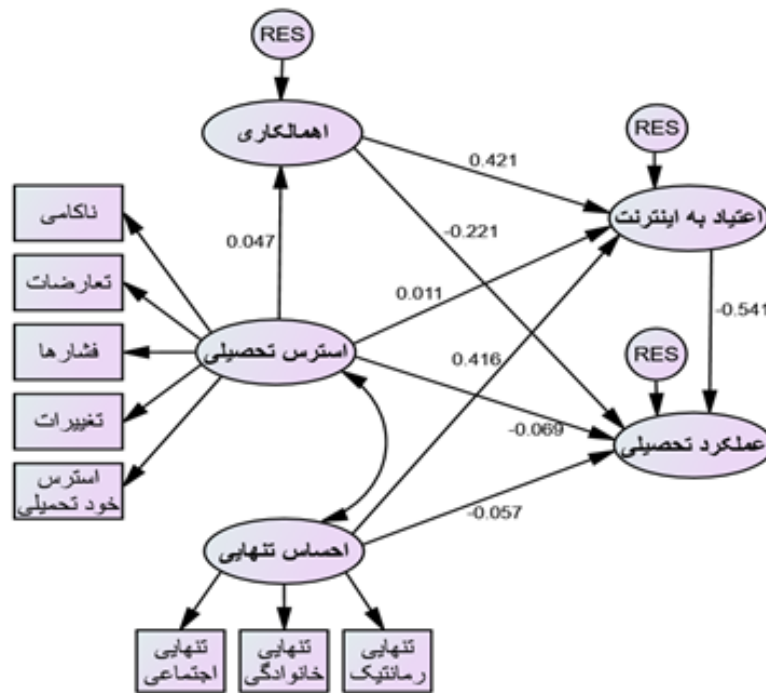 RES
اهمالکاری
RES
0.421
اعتیاد به اینترنت
ناکامی
-0.221
0.047
تعارضات
0.011
-0.541
فشارها
استرس تحصیلی
RES
0.416
تغییرات
-0.069
عملکرد تحصیلی
استرس
خود تحمیلی
-0.057
احساس تنهایی
تنهایی
اجتماعی
تنهایی
خانوادگی
تنهایی
رمانتیک